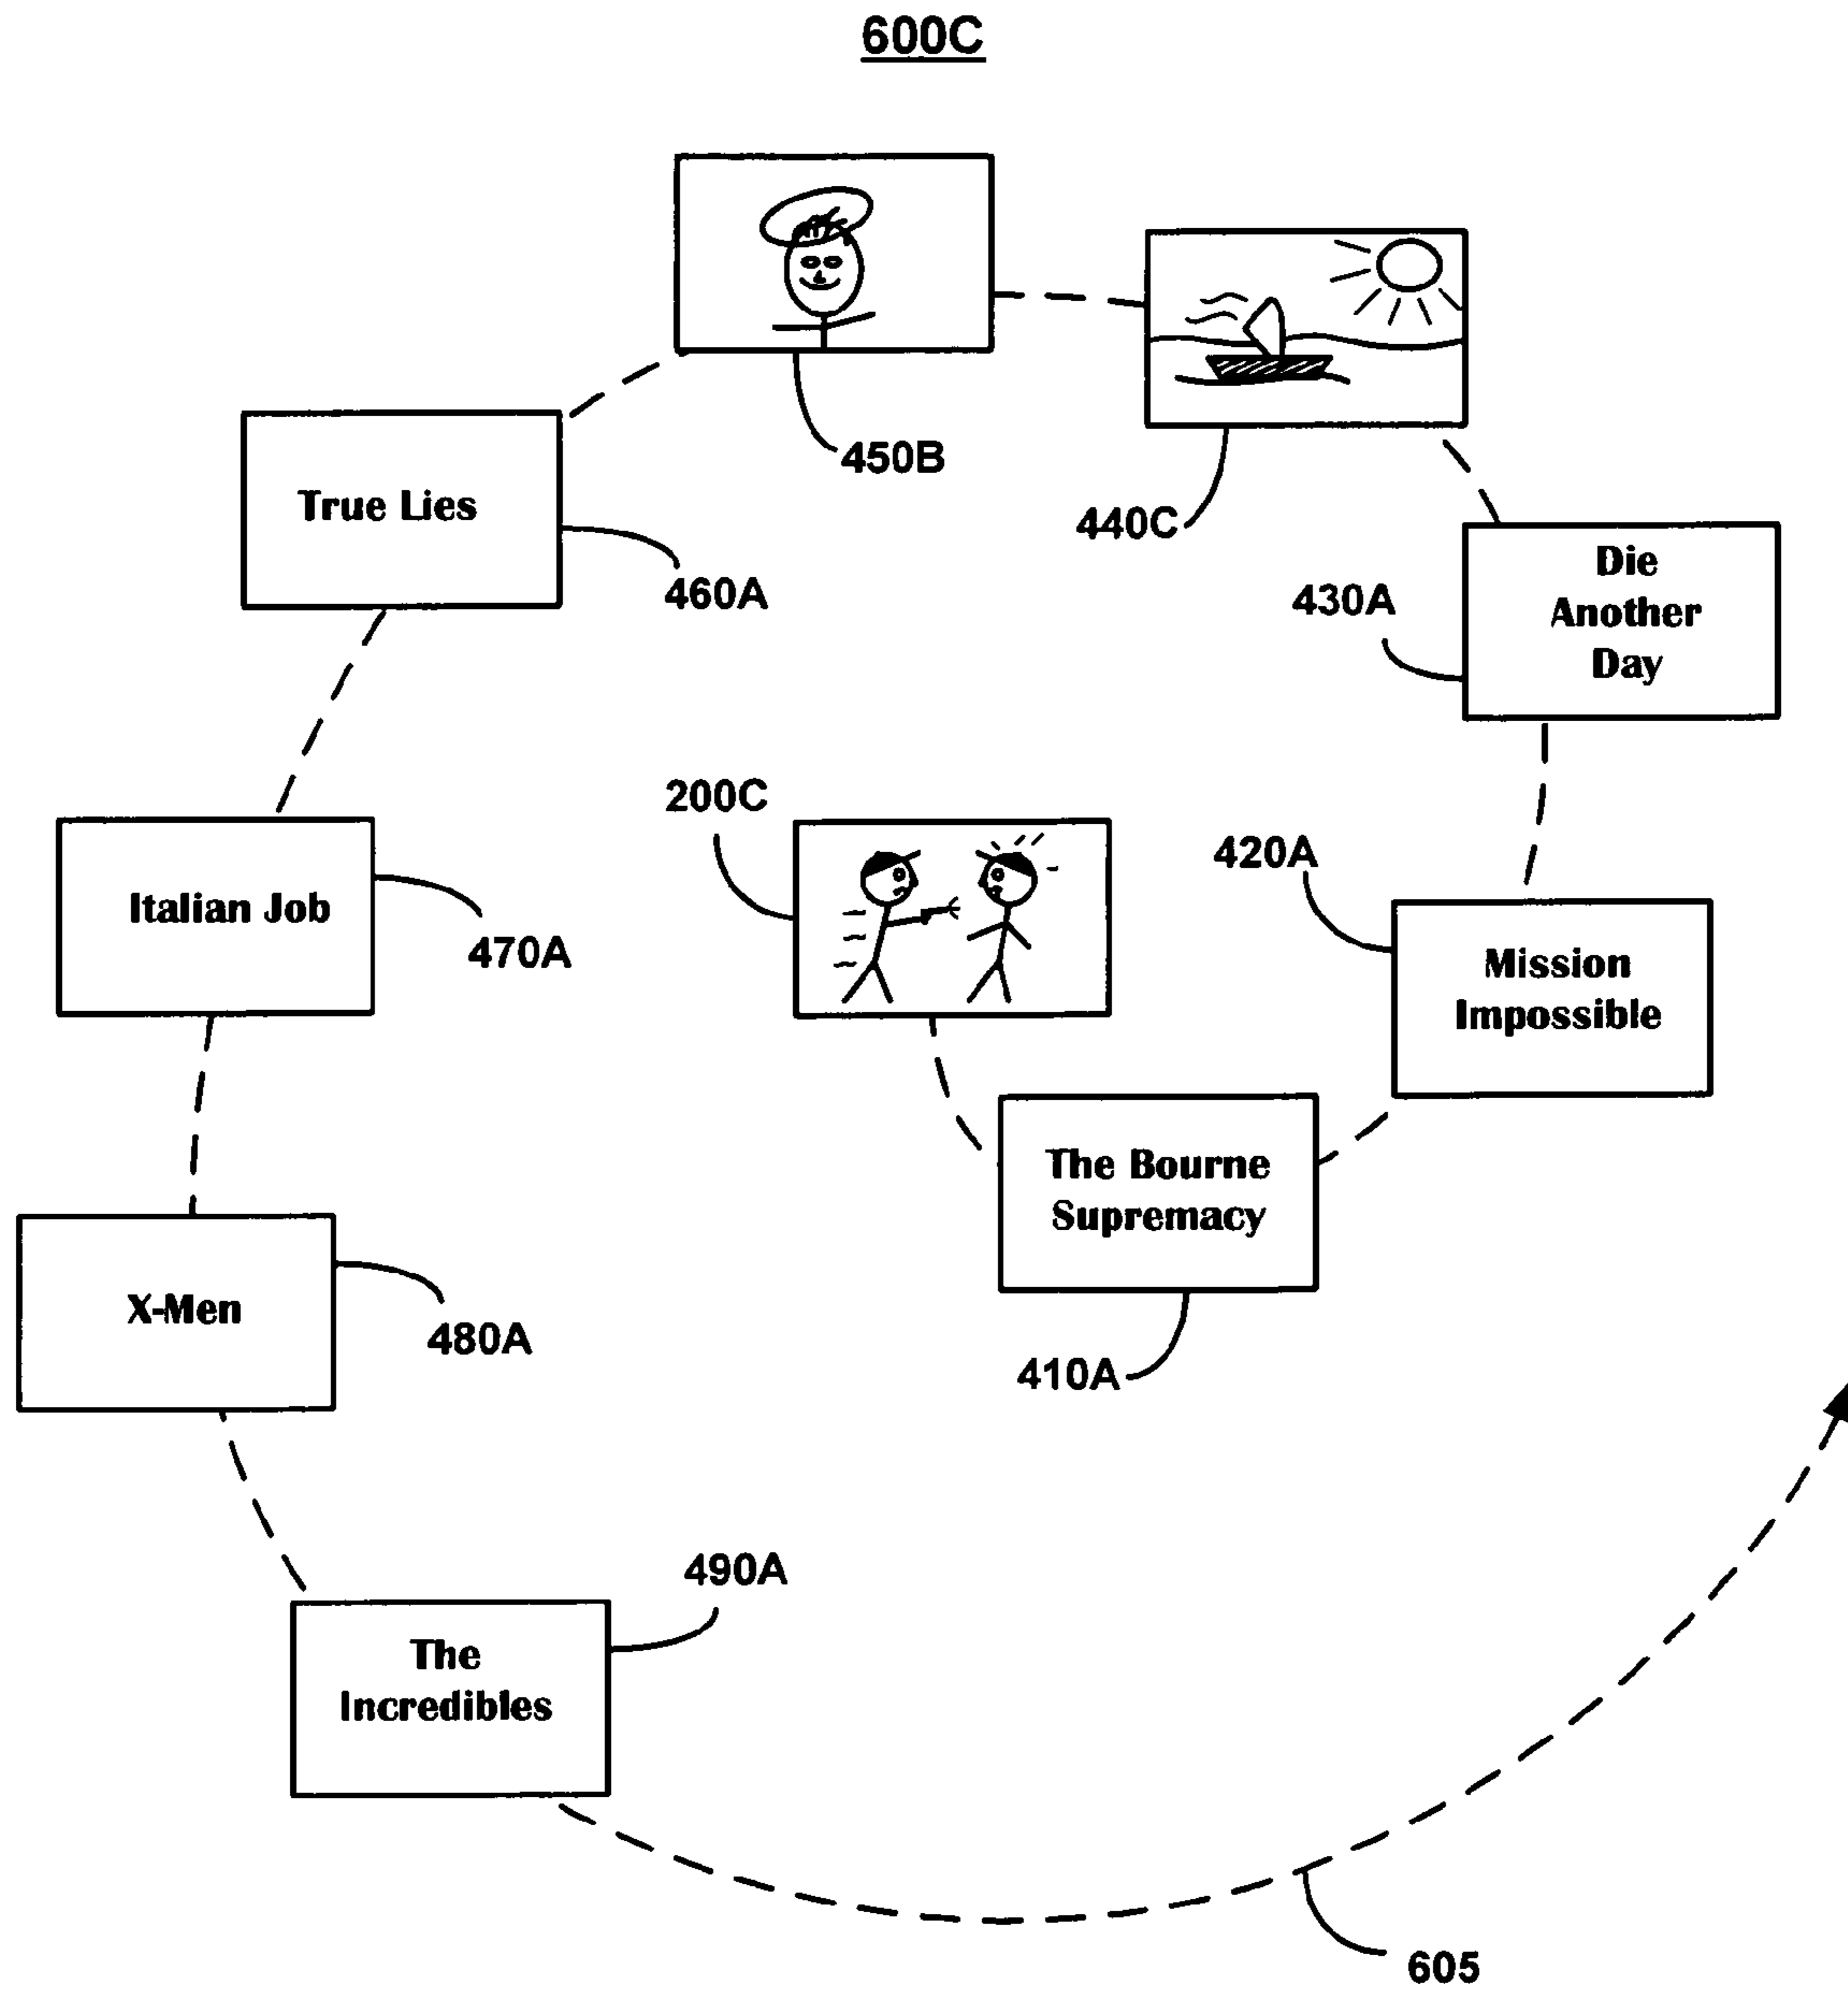 600C
450B
440C
True Lies
460A
Die
Another
Day
430A
200C
420A
Italian Job
470A
Mission
Impossible
The Bourne
Supremacy
X-Men
480A
410A
490A
The
Incredibles
605